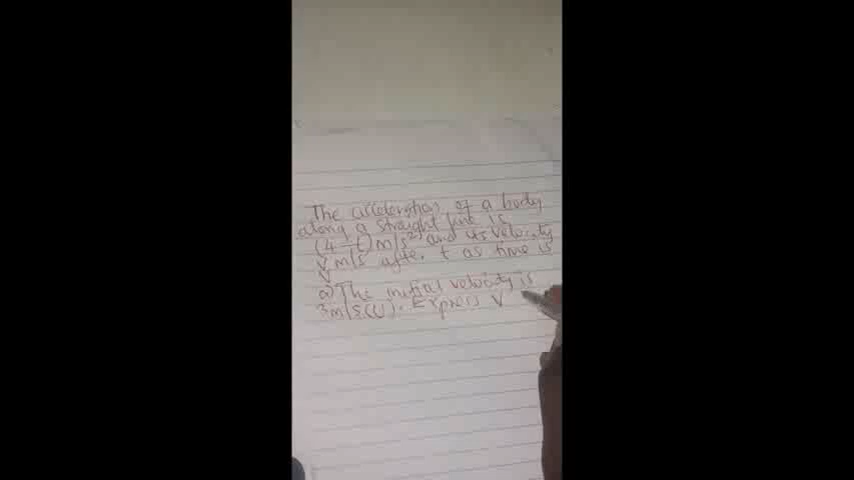 The acceleration of a body
along a straight line is
(4-t) m/s² and its velocity
V m/s after t as time is
V
a) The initial velocity is
3m/s. (i). Express V